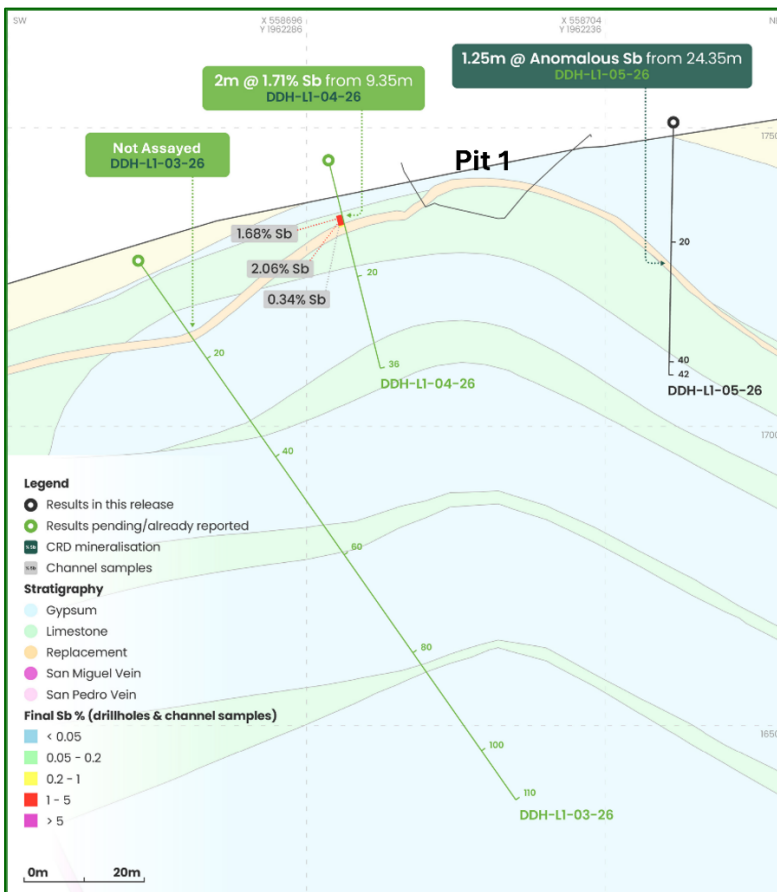 SW
X 558696
Y 1962286
X 558704
Y 1962236
2m @ 1.71% Sb from 9.35m
DDH-L1-04-26
1.25m @ Anomalous Sb from 24.35m
DDH-L1-05-26
Not Assayed
DDH-L1-03-26
Pit 1
1750
1.68% Sb
2.06% Sb
0.34% Sb
20
20
20
36
DDH-L1-04-26
40
42
DDH-L1-05-26
40
1700
60
80
100
110
DDH-L1-03-26
1650
Legend
Results in this release
Results pending/already reported
CRD mineralisation
Channel samples
Stratigraphy
Gypsum
Limestone
Replacement
San Miguel Vein
San Pedro Vein
Final Sb % (drillholes & channel samples)
< 0.05
0.05 - 0.2
0.2 - 1
1 - 5
> 5
0m 20m